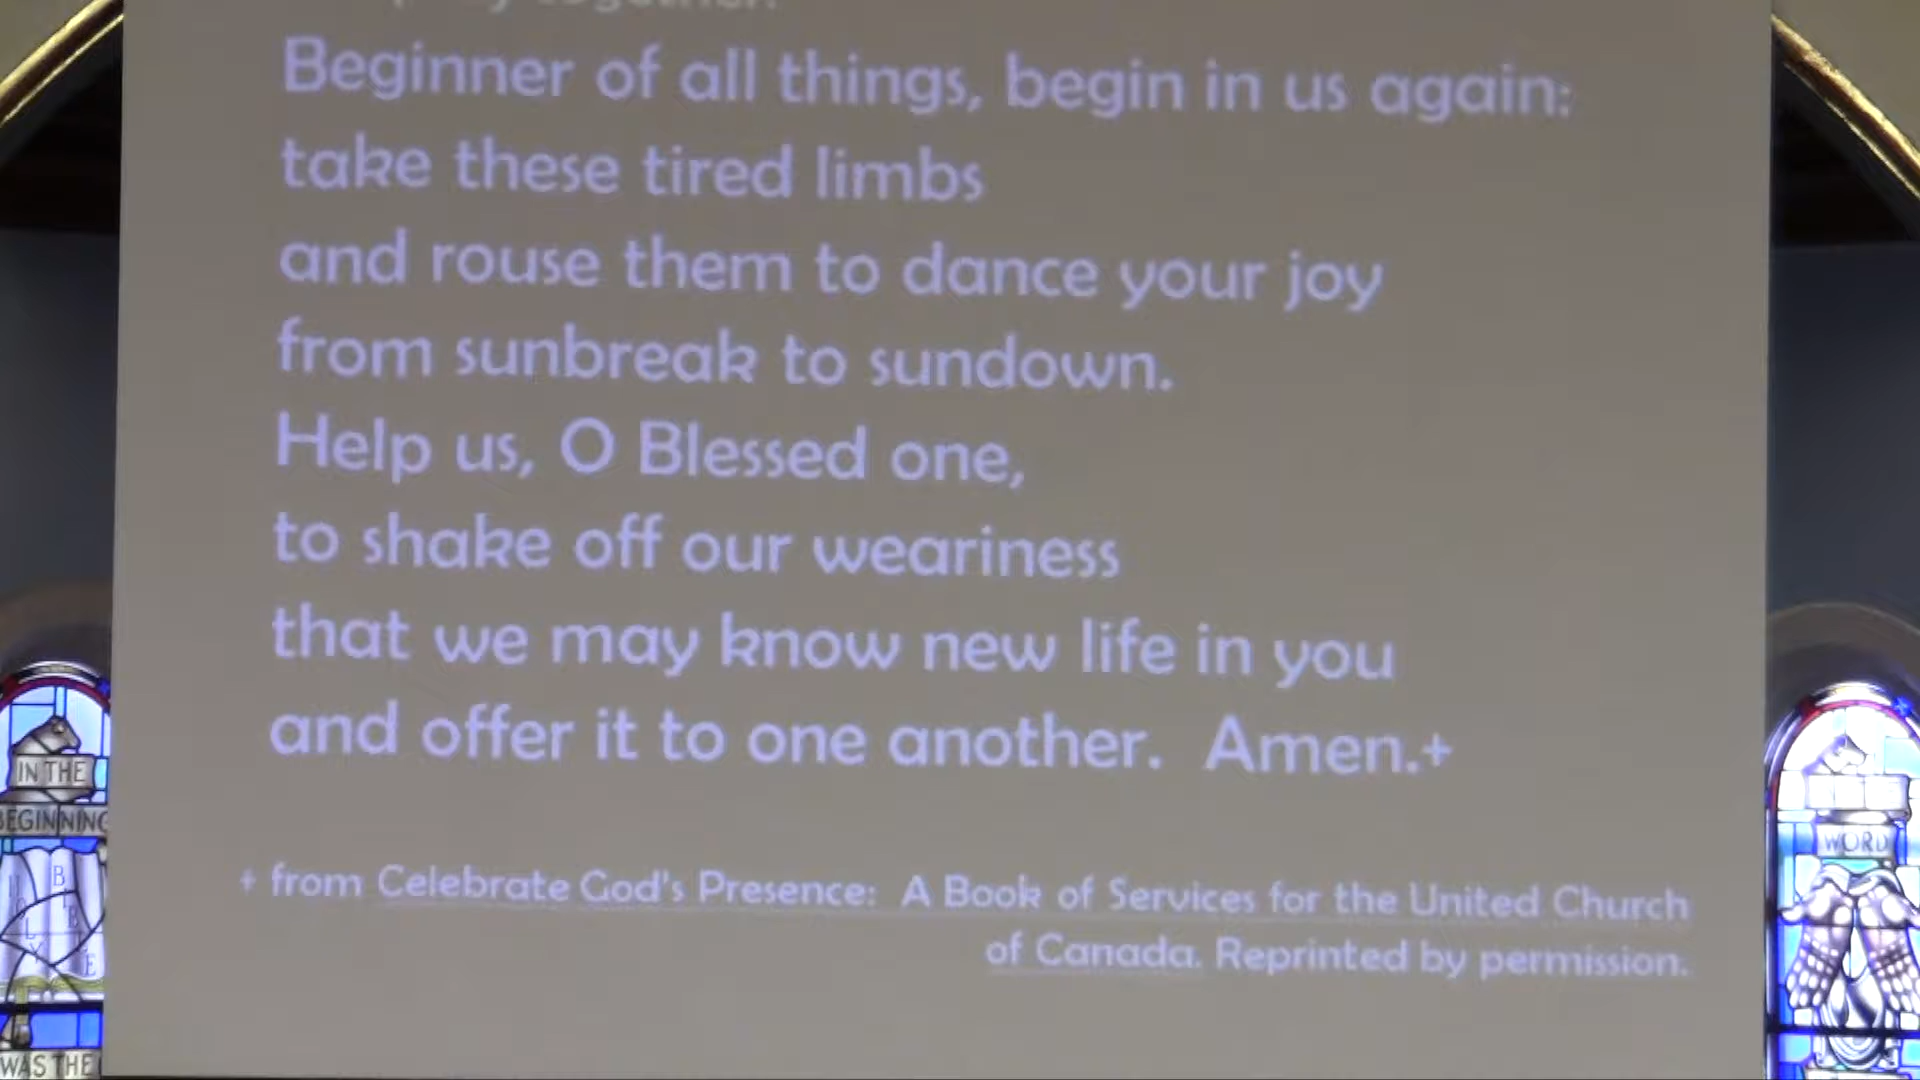 together:
Beginner of all things, begin in us again:
take these tired limbs
and rouse them to dance your joy
from sunbreak to sundown.
Help us, O Blessed one,
to shake off our weariness
that we may know new life in you
and offer it to one another.  Amen.+
+ from Celebrate God's Presence:  A Book of Services for the United Church
of Canada. Reprinted by permission.
IN THE
BEGINNING
HOLY
BIBLE
WAS THE
WORD